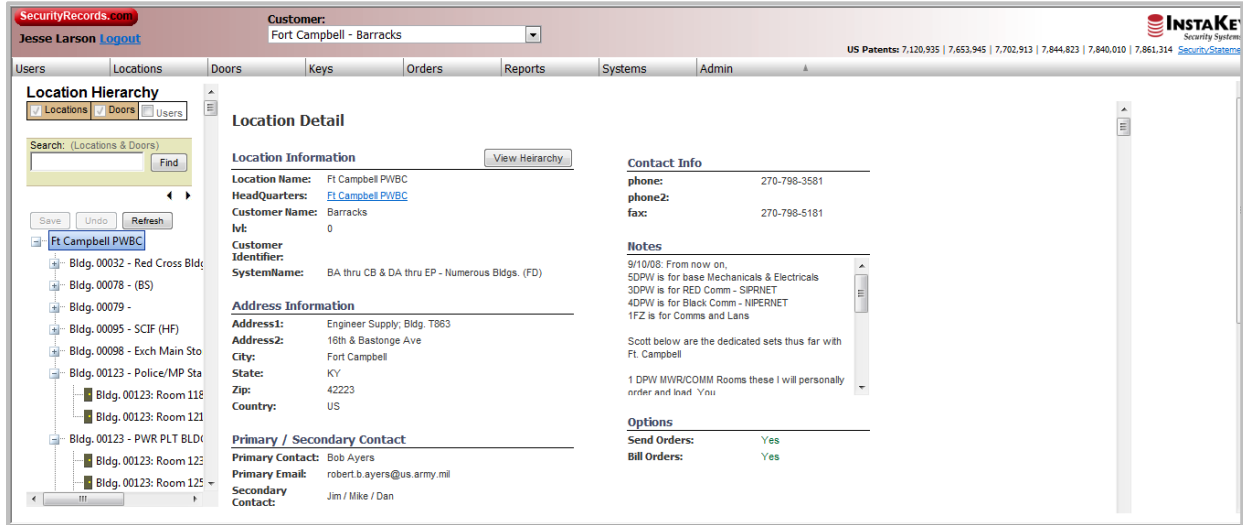 SecurityRecords.com
Jesse Larson Logout
Customer:
Fort Campbell - Barracks
INSTAKEY
Security Systems
US Patents: 7,120,935 | 7,653,945 | 7,702,913 | 7,844,823 | 7,840,010 | 7,861,314 SecurityStateme
Users Locations Doors Keys Orders Reports Systems Admin
Location Hierarchy
Locations Doors Users
Search: (Locations & Doors)
Find
Save Undo Refresh
Ft Campbell PWBC
Bldg. 00032 - Red Cross Bldg
Bldg. 00078 - (BS)
Bldg. 00079 -
Bldg. 00095 - SCIF (HF)
Bldg. 00098 - Exch Main Sto
Bldg. 00123 - Police/MP Sta
Bldg. 00123: Room 118
Bldg. 00123: Room 121
Bldg. 00123 - PWR PLT BLDG
Bldg. 00123: Room 123
Bldg. 00123: Room 125
Location Detail
Location Information View Heirarchy
Location Name: Ft Campbell PWBC
HeadQuarters: Ft Campbell PWBC
Customer Name: Barracks
lvl: 0
Customer
Identifier:
SystemName: BA thru CB & DA thru EP - Numerous Bldgs. (FD)
Address Information
Address1: Engineer Supply; Bldg. T863
Address2: 16th & Bastonge Ave
City: Fort Campbell
State: KY
Zip: 42223
Country: US
Primary / Secondary Contact
Primary Contact: Bob Ayers
Primary Email: robert.b.ayers@us.army.mil
Secondary
Contact: Jim / Mike / Dan
Contact Info
phone: 270-798-3581
phone2:
fax: 270-798-5181
Notes
9/10/08: From now on,
5DPW is for base Mechanicals & Electricals
3DPW is for RED Comm - SIPRNET
4DPW is for Black Comm - NIPERNET
1FZ is for Comms and Lans
Scott below are the dedicated sets thus far with
Ft. Campbell
1 DPW MWR/COMM Rooms these I will personally
order and load. You
Options
Send Orders: Yes
Bill Orders: Yes